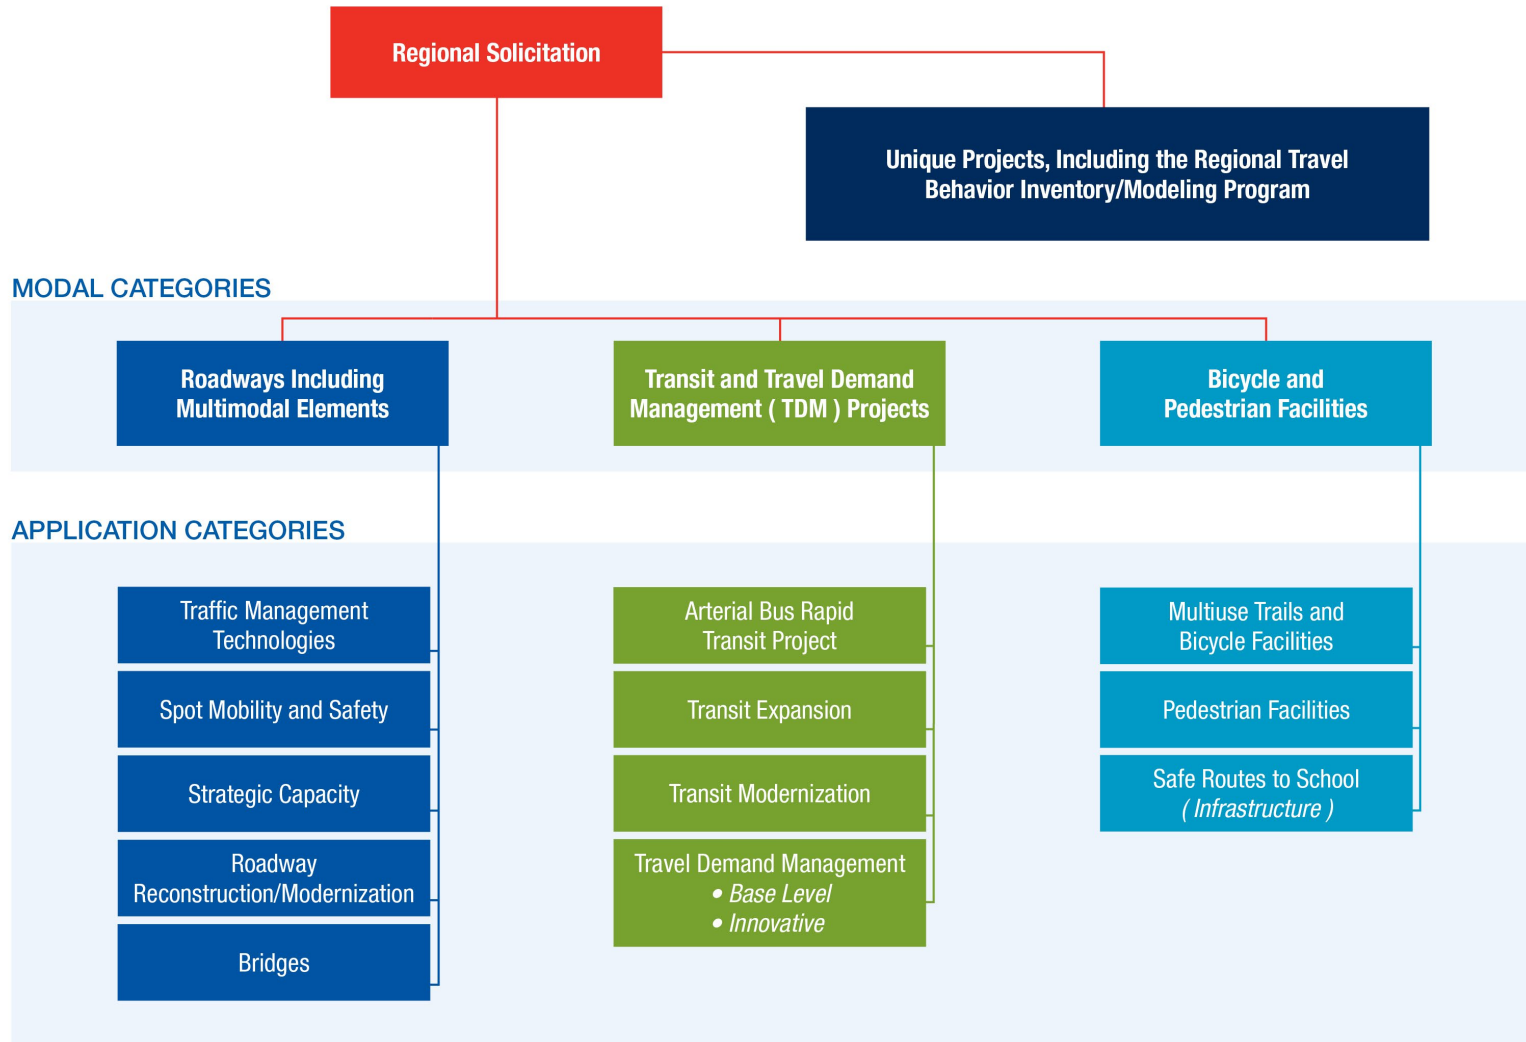 Regional Solicitation
Unique Projects, Including the Regional Travel
Behavior Inventory/Modeling Program
MODAL CATEGORIES
Roadways Including
Multimodal Elements
Transit and Travel Demand
Management ( TDM ) Projects
Bicycle and
Pedestrian Facilities
APPLICATION CATEGORIES
Traffic Management
Technologies
Spot Mobility and Safety
Strategic Capacity
Roadway
Reconstruction/Modernization
Bridges
Arterial Bus Rapid
Transit Project
Transit Expansion
Transit Modernization
Travel Demand Management
• Base Level
• Innovative
Multiuse Trails and
Bicycle Facilities
Pedestrian Facilities
Safe Routes to School
( Infrastructure )